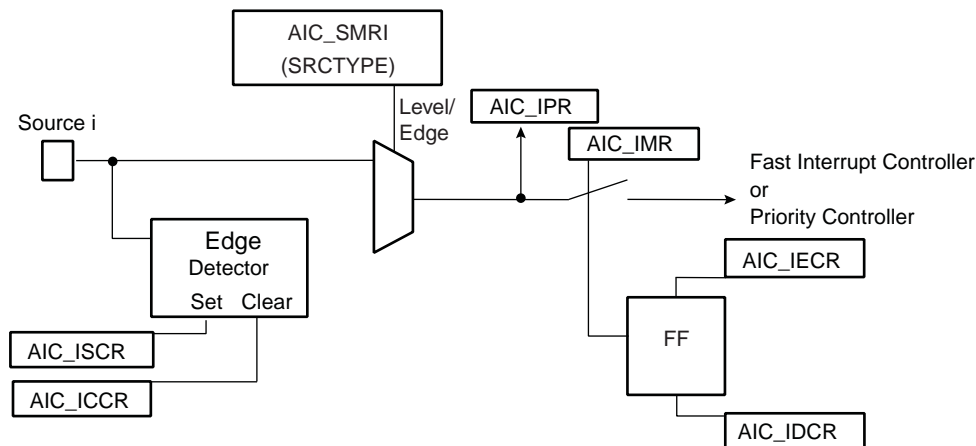 AIC_SMRI
(SRCTYPE)
Source i
Level/
Edge
AIC_IPR
AIC_IMR
Fast Interrupt Controller
or
Priority Controller
Edge
Detector
Set Clear
AIC_IECR
FF
AIC_ISCR
AIC_ICCR
AIC_IDCR